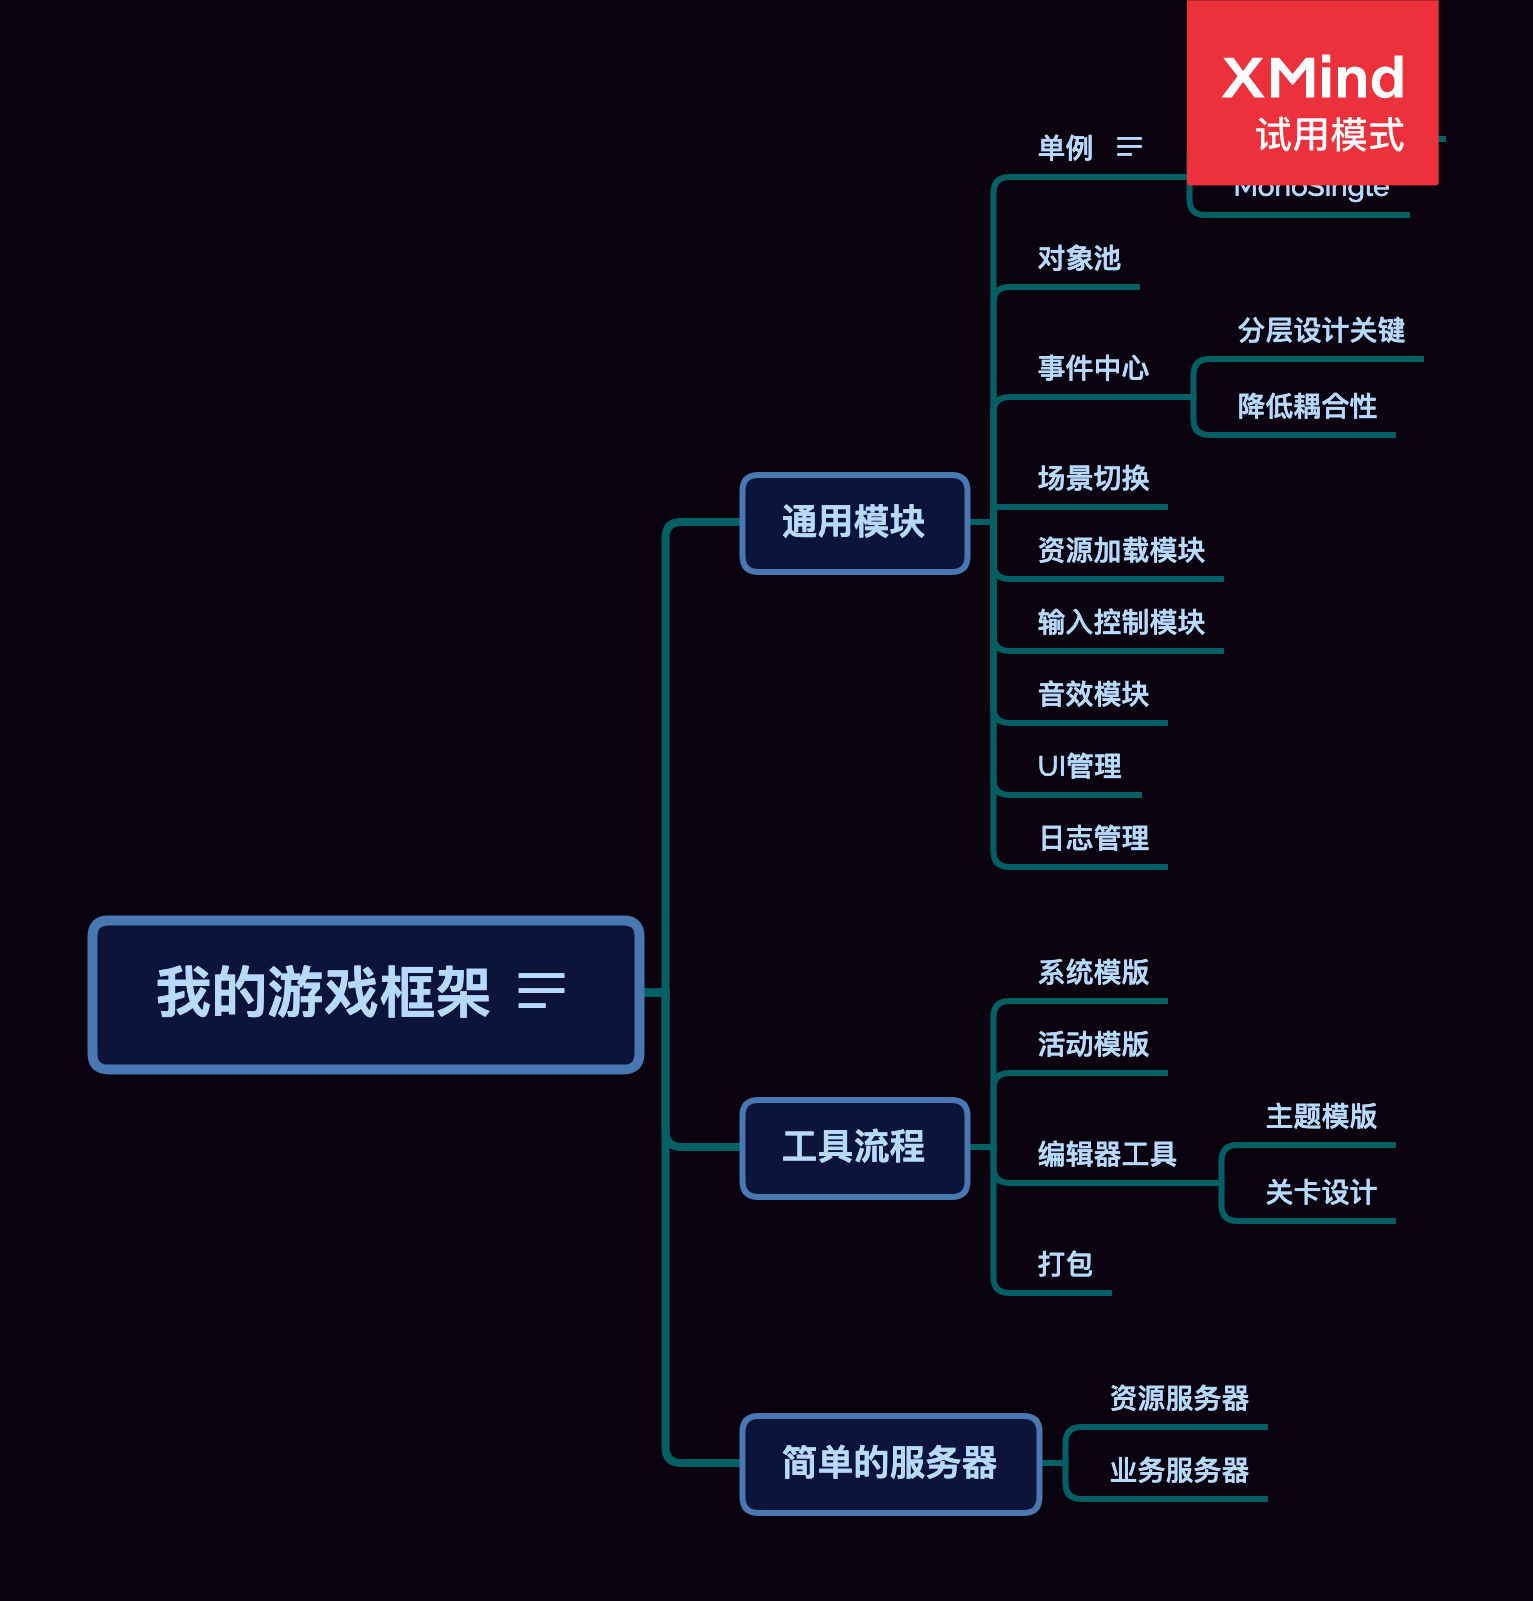 XMind
试用模式
单例
MonoSingle
对象池
分层设计关键
事件中心
降低耦合性
场景切换
通用模块
资源加载模块
输入控制模块
音效模块
UI管理
日志管理
我的游戏框架
系统模版
活动模版
主题模版
工具流程
编辑器工具
关卡设计
打包
资源服务器
简单的服务器
业务服务器